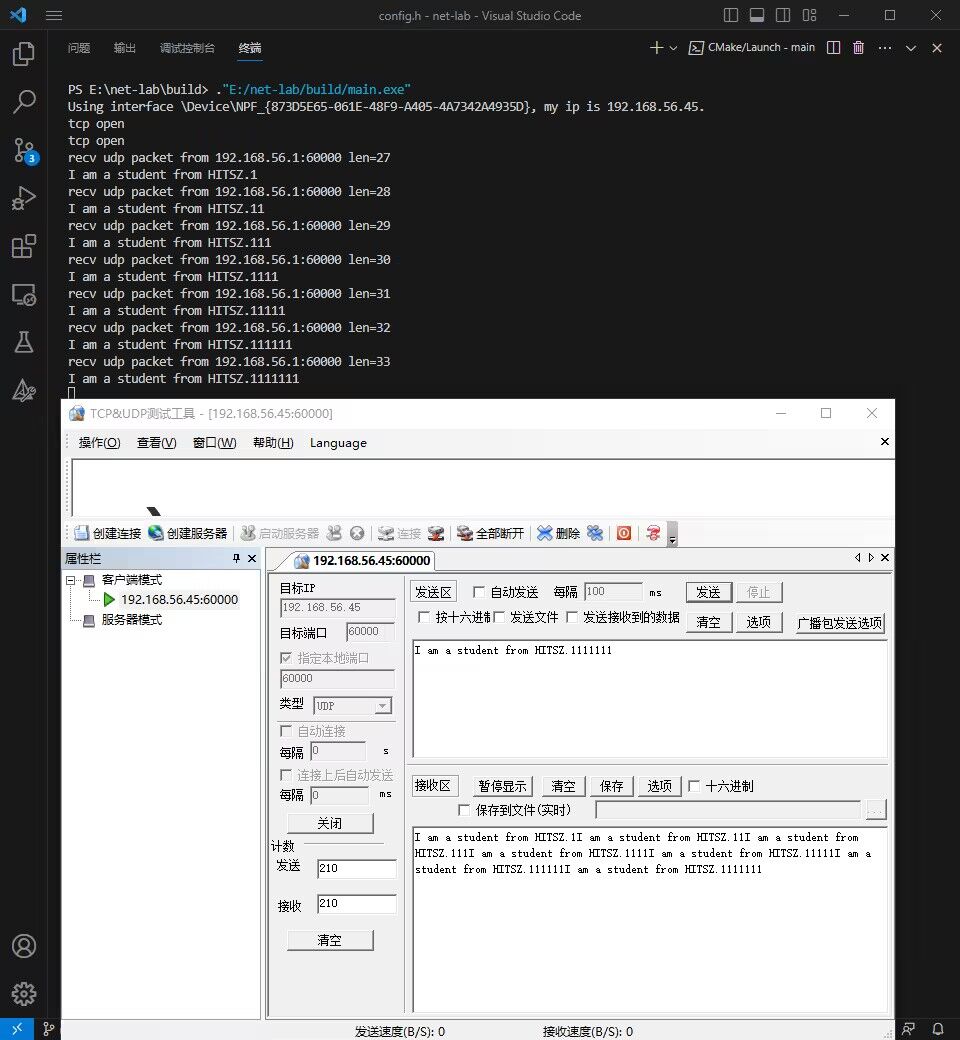 config.h - net-lab - Visual Studio Code
问题 输出 调试控制台 终端 CMake/Launch - main
PS E:\net-lab\build> ."E:/net-lab/build/main.exe"
Using interface \Device\NPF_{873D5E65-061E-48F9-A405-4A7342A4935D}, my ip is 192.168.56.45.
tcp open
tcp open
recv udp packet from 192.168.56.1:60000 len=27
I am a student from HITSZ.1
recv udp packet from 192.168.56.1:60000 len=28
I am a student from HITSZ.11
recv udp packet from 192.168.56.1:60000 len=29
I am a student from HITSZ.111
recv udp packet from 192.168.56.1:60000 len=30
I am a student from HITSZ.1111
recv udp packet from 192.168.56.1:60000 len=31
I am a student from HITSZ.11111
recv udp packet from 192.168.56.1:60000 len=32
I am a student from HITSZ.111111
recv udp packet from 192.168.56.1:60000 len=33
I am a student from HITSZ.1111111
3
TCP&UDP测试工具 - [192.168.56.45:60000]
操作(O) 查看(V) 窗口(W) 帮助(H) Language
创建连接 创建服务器 启动服务器 连接 全部断开 删除
属性栏
客户端模式
192.168.56.45:60000
服务器模式
192.168.56.45:60000
目标IP
192.168.56.45
目标端口 60000
指定本地端口
60000
类型 UDP
自动连接
每隔 0 s
连接上后自动发送
每隔 0 ms
关闭
计数
发送 210
接收 210
清空
发送区 自动发送 每隔 100 ms 发送 停止
按十六进制 发送文件 发送接收到的数据 清空 选项 广播包发送选项
I am a student from HITSZ.1111111
接收区 暂停显示 清空 保存 选项 十六进制
保存到文件(实时) ...
I am a student from HITSZ.1I am a student from HITSZ.11I am a student from
HITSZ.111I am a student from HITSZ.1111I am a student from HITSZ.11111I am a
student from HITSZ.111111I am a student from HITSZ.1111111
发送速度(B/S): 0 接收速度(B/S): 0